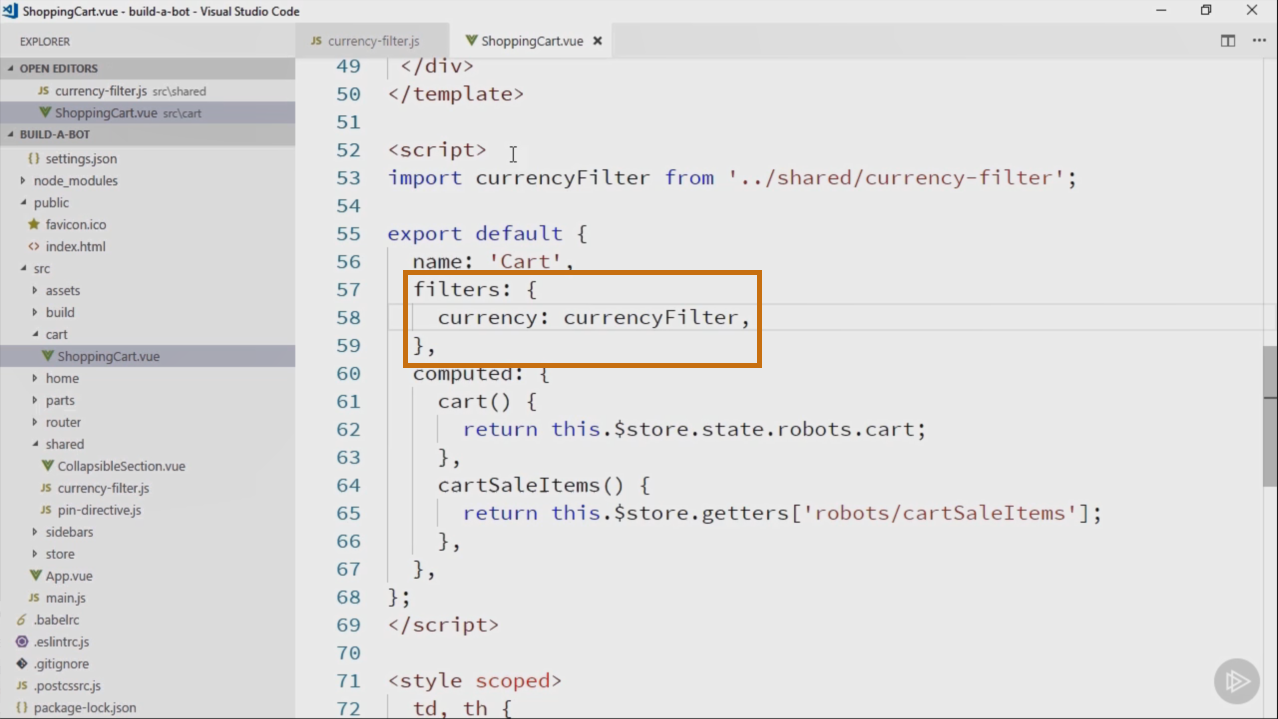 ShoppingCart.vue - build-a-bot - Visual Studio Code
EXPLORER
OPEN EDITORS
JS currency-filter.js src\shared
ShoppingCart.vue src\cart
BUILD-A-BOT
{} settings.json
node_modules
public
favicon.ico
<> index.html
src
assets
build
cart
ShoppingCart.vue
home
parts
router
shared
CollapsibleSection.vue
JS currency-filter.js
JS pin-directive.js
sidebars
store
App.vue
JS main.js
6 .babelrc
.eslintrc.js
.gitignore
JS .postcssrc.js
{} package-lock.json
JS currency-filter.js
ShoppingCart.vue
49 </div>
50 </template>
51
52 <script>
53 import currencyFilter from '../shared/currency-filter';
54
55 export default {
56 name: 'Cart',
57 filters: {
58 currency: currencyFilter,
59 },
60 computed: {
61 cart() {
62 return this.$store.state.robots.cart;
63 },
64 cartSaleItems() {
65 return this.$store.getters['robots/cartSaleItems'];
66 },
67 },
68 };
69 </script>
70
71 <style scoped>
72 td, th {